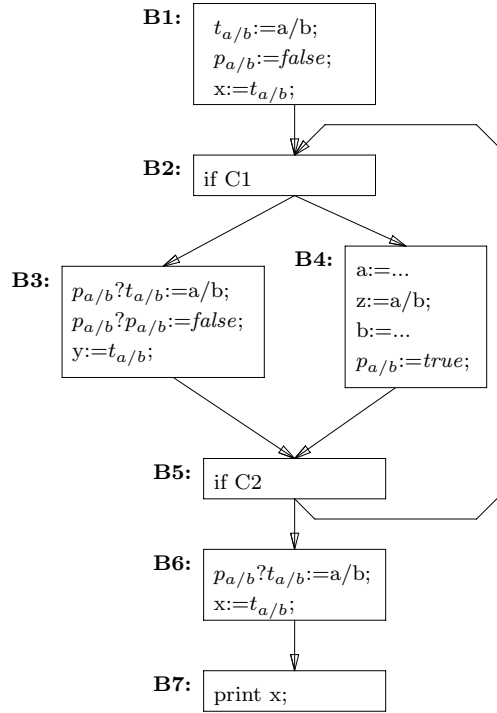 B1:
t_{a/b}:=a/b;
p_{a/b}:=false;
x:=t_{a/b};
B2:
if C1
B3:
p_{a/b}?t_{a/b}:=a/b;
p_{a/b}?p_{a/b}:=false;
y:=t_{a/b};
B4:
a:=...
z:=a/b;
b:=...
p_{a/b}:=true;
B5:
if C2
B6:
p_{a/b}?t_{a/b}:=a/b;
x:=t_{a/b};
B7:
print x;